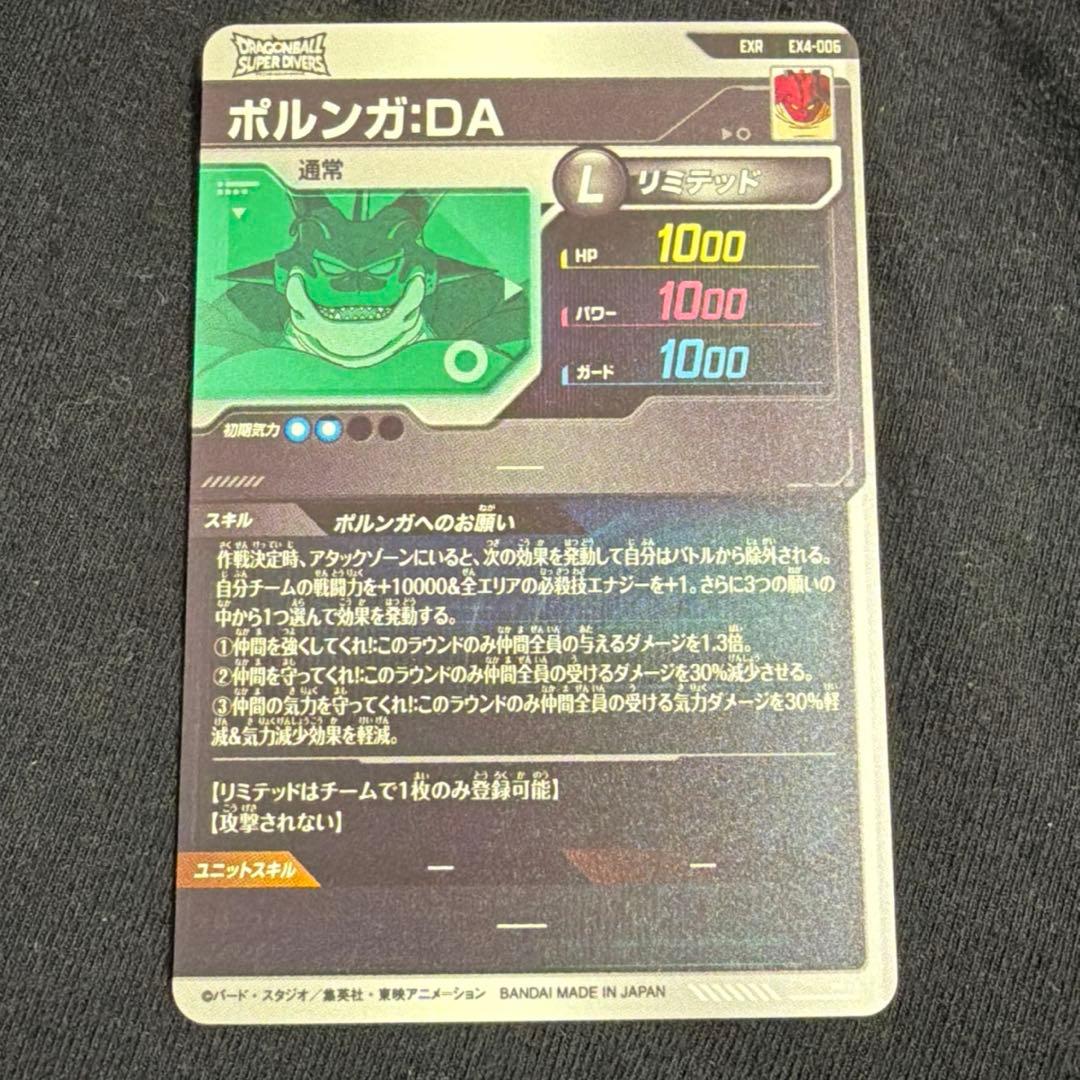 DRAGONBALL
SUPER DIVERS
EXR EX4-006
ポルンガ:DA
通常
L リミテッド
HP 1000
パワー 1000
ガード 1000
初期気力
スキル ポルンガへのお願い
作戦決定時、アタックゾーンにいると、次の効果を発動して自分はバトルから除外される。
自分チームの戦闘力を+10000&全エリアの必殺技エナジーを+1。さらに3つの願いの
中から1つ選んで効果を発動する。
①仲間を強くしてくれ!:このラウンドのみ仲間全員の与えるダメージを1.3倍。
②仲間を守ってくれ!:このラウンドのみ仲間全員の受けるダメージを30%減少させる。
③仲間の気力を守ってくれ!:このラウンドのみ仲間全員の受ける気力ダメージを30%軽
減&気力減少効果を軽減。
【リミテッドはチームで1枚のみ登録可能】
【攻撃されない】
ユニットスキル ー ー
©バード・スタジオ／集英社・東映アニメーション BANDAI MADE IN JAPAN